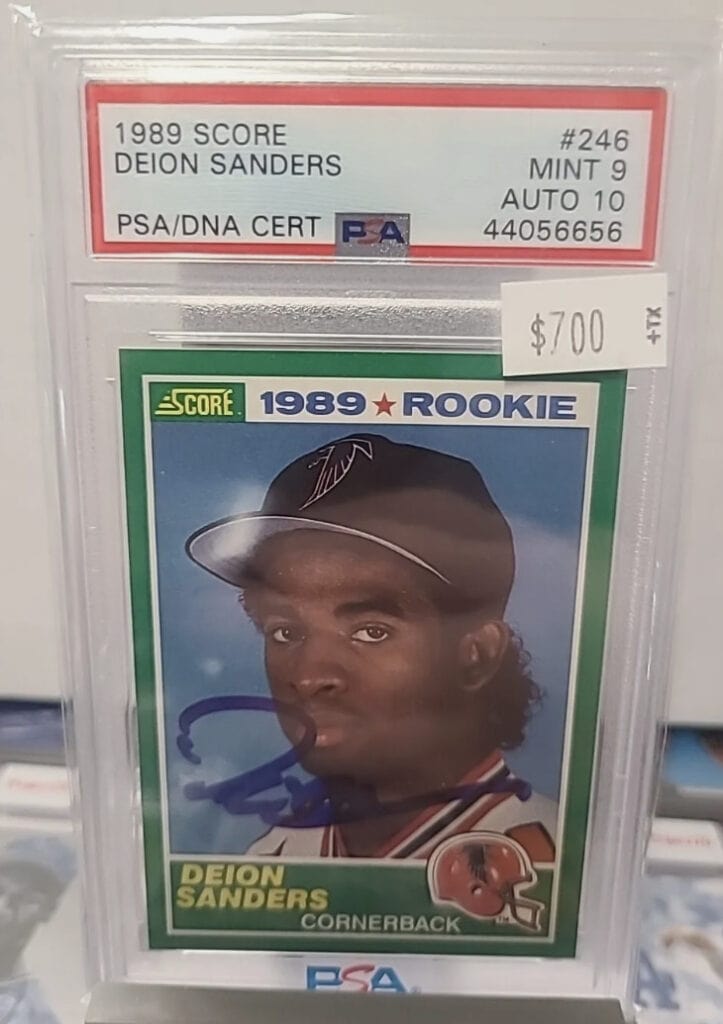 1989 SCORE #246
DEION SANDERS MINT 9
AUTO 10
PSA/DNA CERT PSA 44056656
$700 +TX
SCORE 1989 ★ ROOKIE
DEION
SANDERS
CORNERBACK
TM
PSA